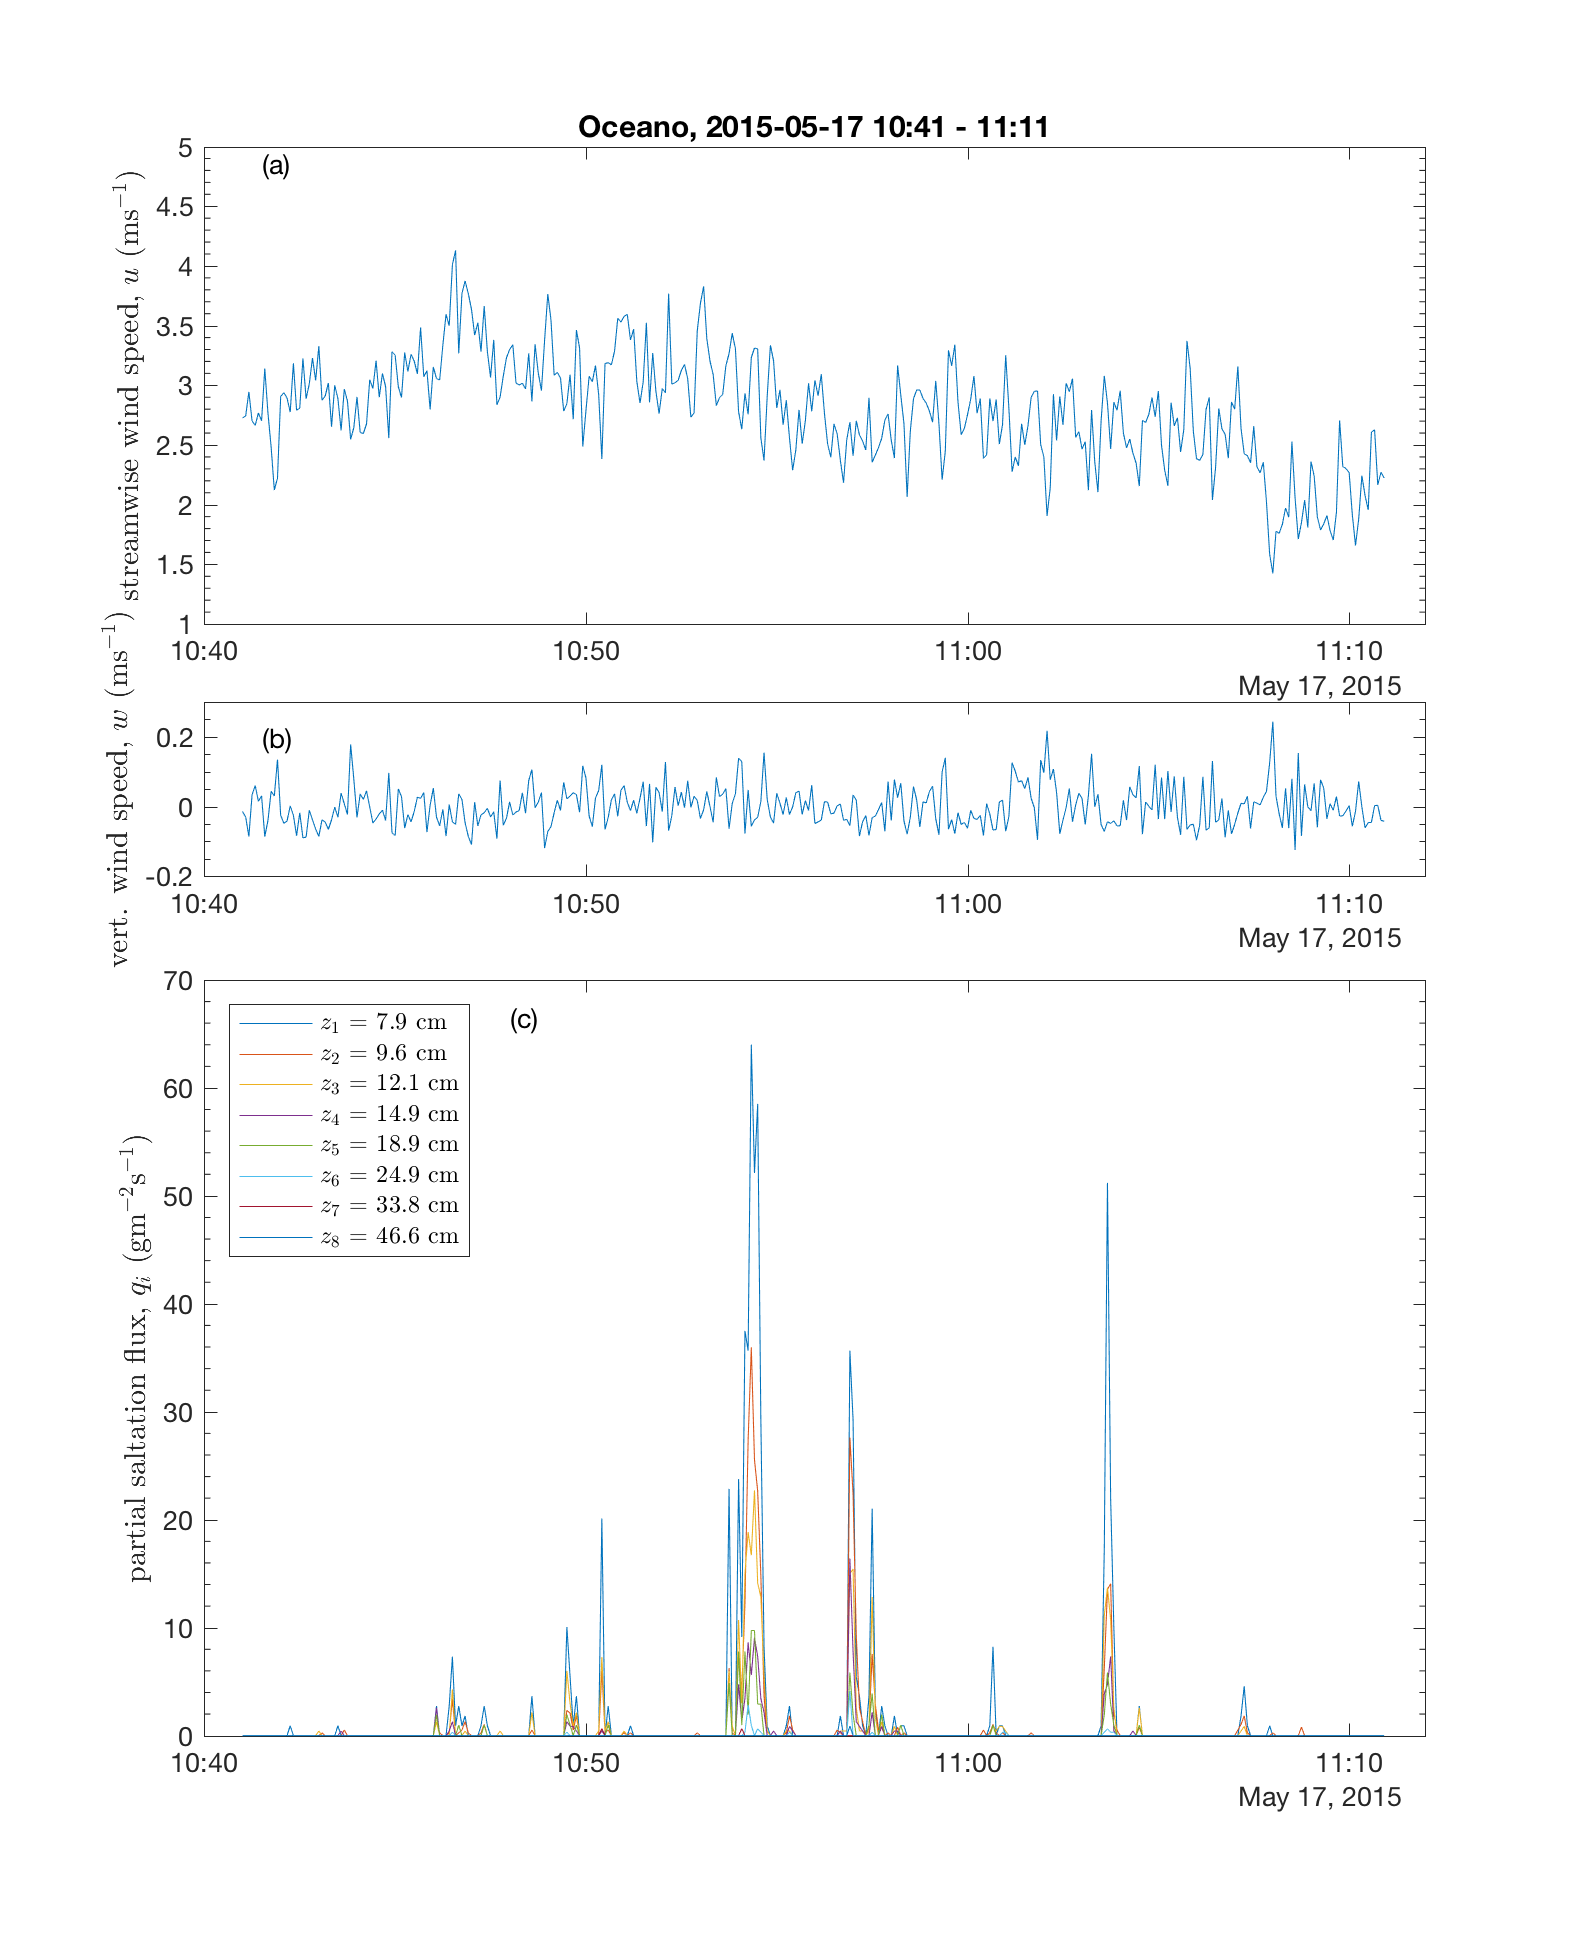 Oceano, 2015-05-17 10:41 - 11:11
(a)
streamwise wind speed, u (ms⁻¹)
5
4.5
4
3.5
3
2.5
2
1.5
1
10:40 10:50 11:00 11:10
May 17, 2015
(b)
vert. wind speed, w (ms⁻¹)
0.2
0
-0.2
10:40 10:50 11:00 11:10
May 17, 2015
(c)
partial saltation flux, qᵢ (gm⁻²s⁻¹)
70
60
50
40
30
20
10
0
z₁ = 7.9 cm
z₂ = 9.6 cm
z₃ = 12.1 cm
z₄ = 14.9 cm
z₅ = 18.9 cm
z₆ = 24.9 cm
z₇ = 33.8 cm
z₈ = 46.6 cm
10:40 10:50 11:00 11:10
May 17, 2015